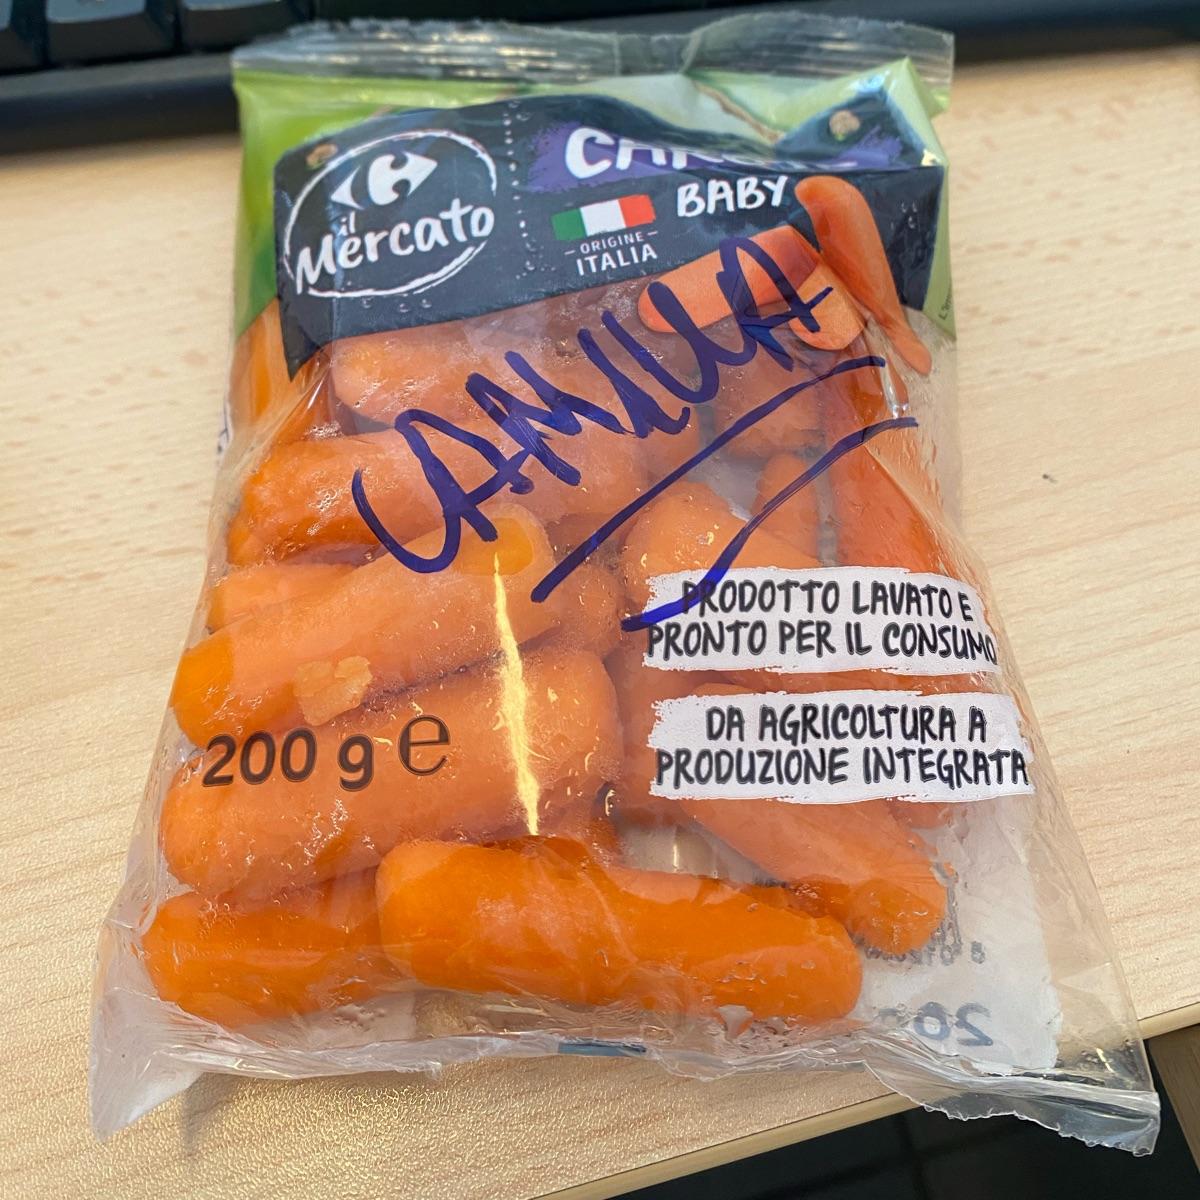 il
Mercato
BABY
ORIGINE
ITALIA
CAMILLA
PRODOTTO LAVATO E
PRONTO PER IL CONSUMO
DA AGRICOLTURA A
PRODUZIONE INTEGRATA
200 g e